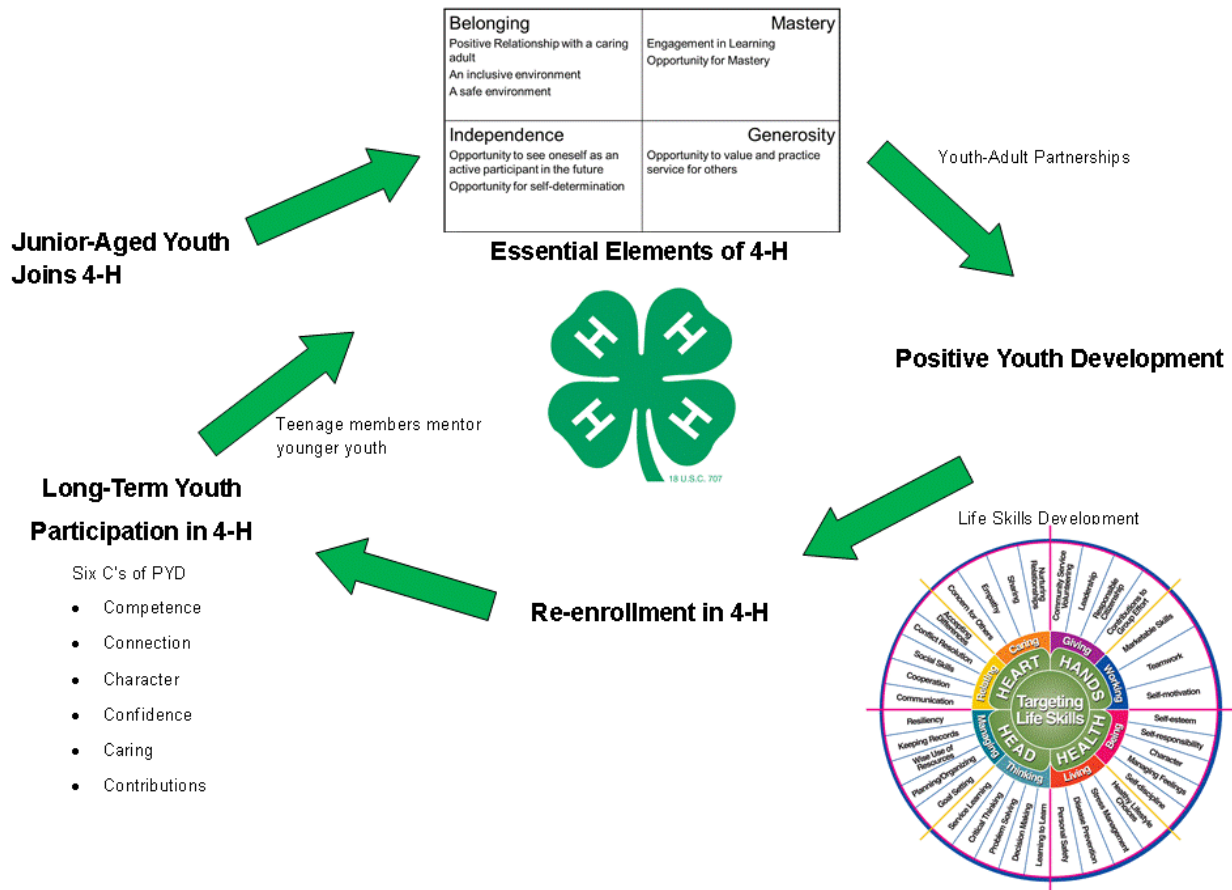 Belonging
Positive Relationship with a caring
adult
An inclusive environment
A safe environment
Mastery
Engagement in Learning
Opportunity for Mastery
Independence
Opportunity to see oneself as an
active participant in the future
Opportunity for self-determination
Generosity
Opportunity to value and practice
service for others
Essential Elements of 4-H
Junior-Aged Youth
Joins 4-H
Youth-Adult Partnerships
Positive Youth Development
H
H
H
H
18 U.S.C. 707
Teenage members mentor
younger youth
Long-Term Youth
Participation in 4-H
Six C's of PYD
• Competence
• Connection
• Character
• Confidence
• Caring
• Contributions
Re-enrollment in 4-H
Life Skills Development
Targeting
Life Skills
HEART
HANDS
HEALTH
HEAD
Relating
Caring
Giving
Working
Being
Living
Thinking
Managing
Communication
Cooperation
Social Skills
Conflict Resolution
Accepting
Differences
Concern for Others
Empathy
Sharing
Nurturing
Relationships
Community Service
Volunteering
Leadership
Responsible
Citizenship
Contributions to
Group Effort
Marketable Skills
Teamwork
Self-motivation
Self-esteem
Self-responsibility
Character
Managing Feelings
Self-discipline
Healthy Lifestyle
Choices
Stress Management
Disease Prevention
Personal Safety
Learning to Learn
Decision Making
Problem Solving
Critical Thinking
Service Learning
Goal Setting
Planning/Organizing
Wise Use of
Resources
Keeping Records
Resiliency